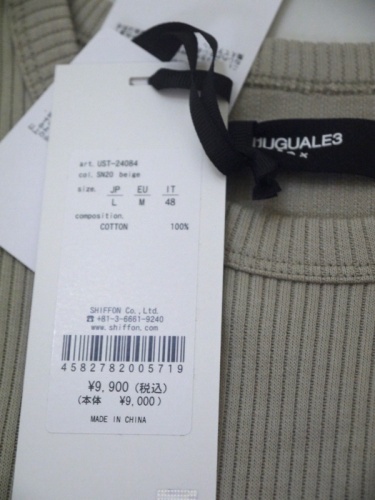 1UGUALE3
art. US7-24084
col. SN20 beige
size. JP EU IT
L M 48
composition.
COTTON 100%
SHIFFON Co.,Ltd.
☎+81-3-6661-9240
www.shiffon.com
4582782005719
¥9,900(税込)
(本体 ¥9,000)
MADE IN CHINA